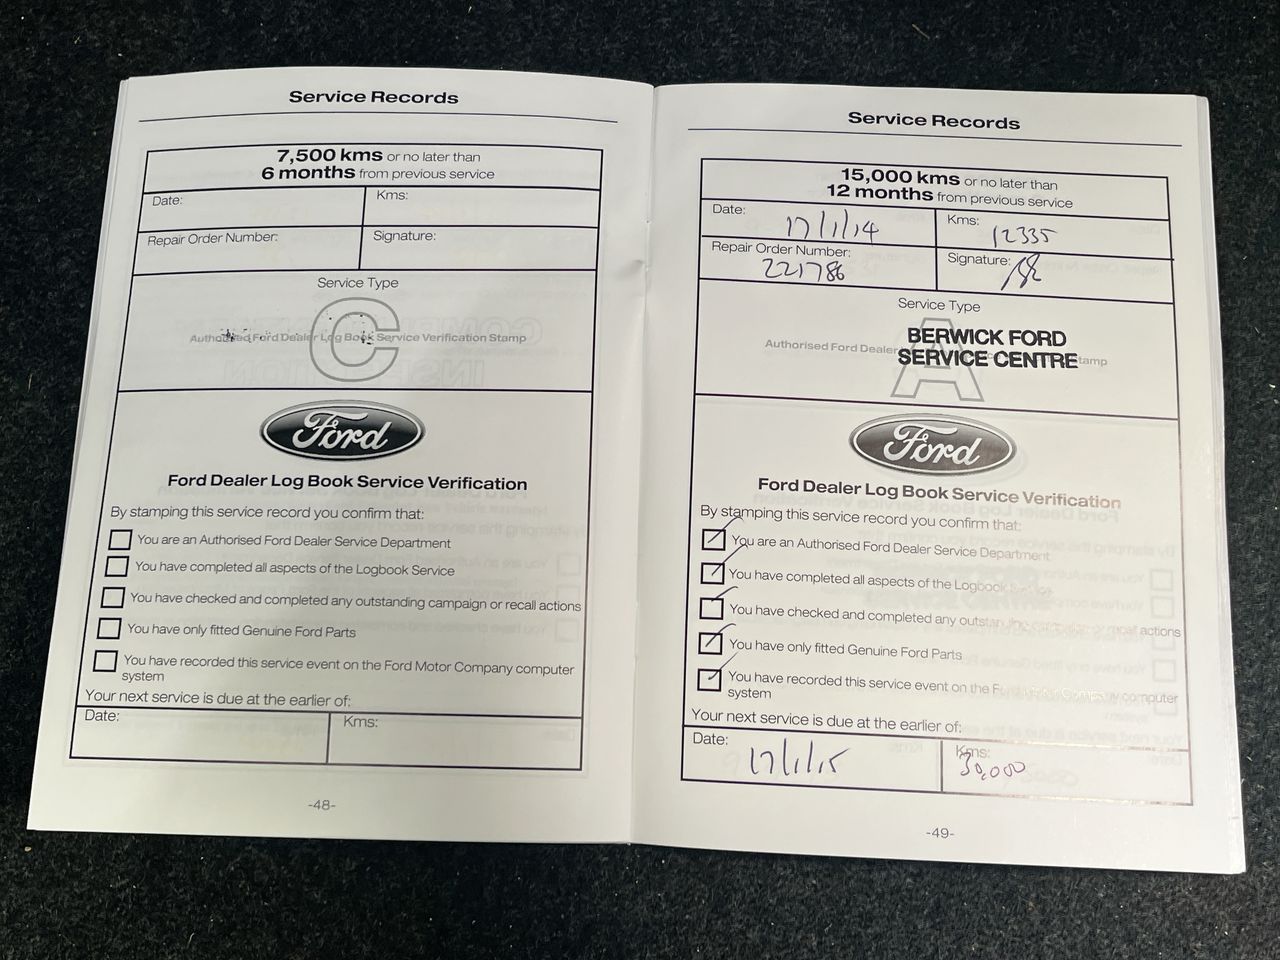 Service Records
7,500 kms or no later than
6 months from previous service
Date:
Kms:
Repair Order Number:
Signature:
Service Type
C
Authorised Ford Dealer Log Book Service Verification Stamp
Ford
Ford Dealer Log Book Service Verification
By stamping this service record you confirm that:
You are an Authorised Ford Dealer Service Department
You have completed all aspects of the Logbook Service
You have checked and completed any outstanding campaign or recall actions
You have only fitted Genuine Ford Parts
You have recorded this service event on the Ford Motor Company computer
system
Your next service is due at the earlier of:
Date:
Kms:
-48-
Service Records
15,000 kms or no later than
12 months from previous service
Date: 17/1/14
Kms: 12335
Repair Order Number:
221786
Signature:
Service Type
A
BERWICK FORD
Authorised Ford Dealer
SERVICE CENTRE
Stamp
Ford
Ford Dealer Log Book Service Verification
By stamping this service record you confirm that:
You are an Authorised Ford Dealer Service Department
You have completed all aspects of the Logbook Service
You have checked and completed any outstanding campaign or recall actions
You have only fitted Genuine Ford Parts
You have recorded this service event on the Ford Motor Company computer
system
Your next service is due at the earlier of:
Date: 17/1/15
Kms: 30,000
-49-